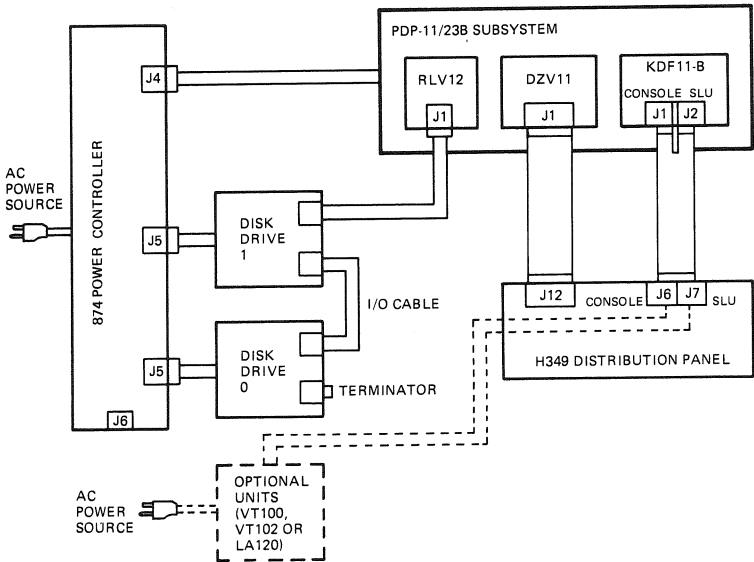 PDP-11/23B SUBSYSTEM
RLV12
J1
DZV11
J1
KDF11-B
CONSOLE SLU
J1 J2
J4
874 POWER CONTROLLER
AC
POWER
SOURCE
J5
DISK
DRIVE
1
I/O CABLE
J12
CONSOLE
J6 J7
SLU
H349 DISTRIBUTION PANEL
J5
DISK
DRIVE
0
TERMINATOR
J6
AC
POWER
SOURCE
OPTIONAL
UNITS
(VT100,
VT102 OR
LA120)